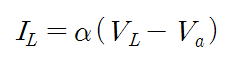 I_L = α ( V_L − V_a )